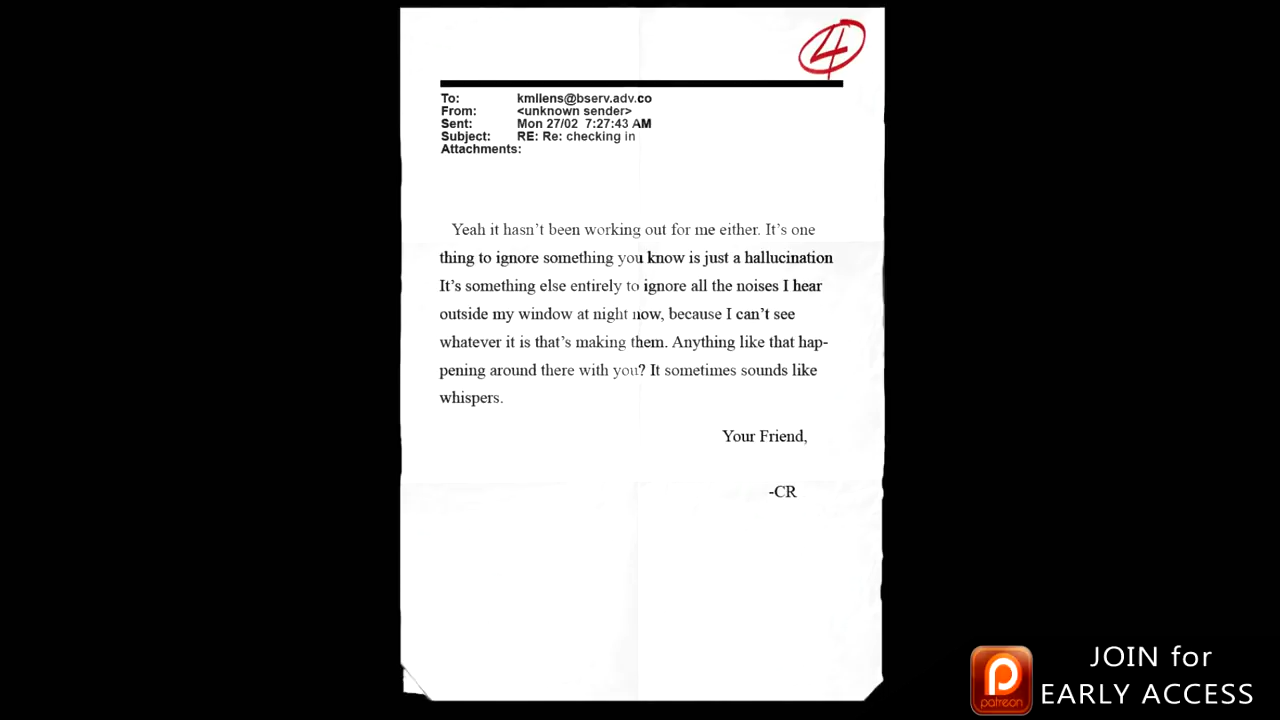 4
To: kmllens@bserv.adv.co
From: <unknown sender>
Sent: Mon 27/02 7:27:43 AM
Subject: RE: Re: checking in
Attachments:
Yeah it hasn't been working out for me either. It's one
thing to ignore something you know is just a hallucination
It's something else entirely to ignore all the noises I hear
outside my window at night now, because I can't see
whatever it is that's making them. Anything like that hap-
pening around there with you? It sometimes sounds like
whispers.
Your Friend,
-CR
patreon
JOIN for
EARLY ACCESS